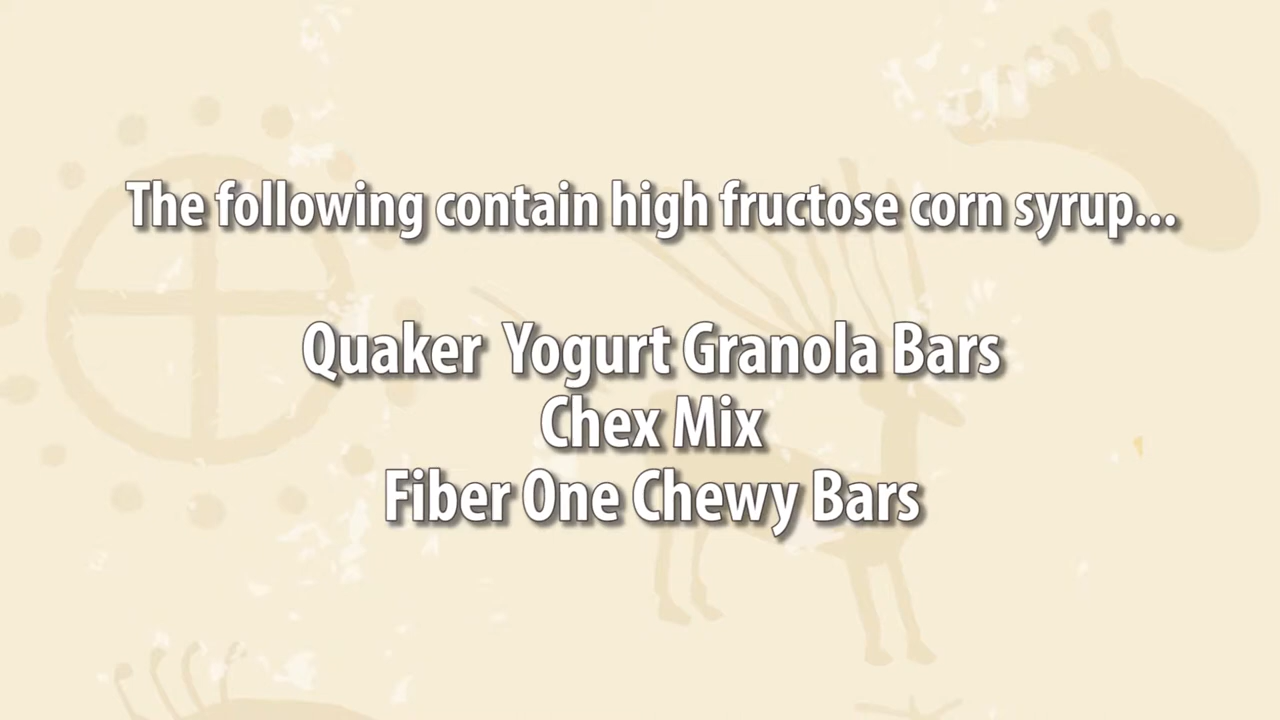 The following contain high fructose corn syrup...
Quaker Yogurt Granola Bars
Chex Mix
Fiber One Chewy Bars